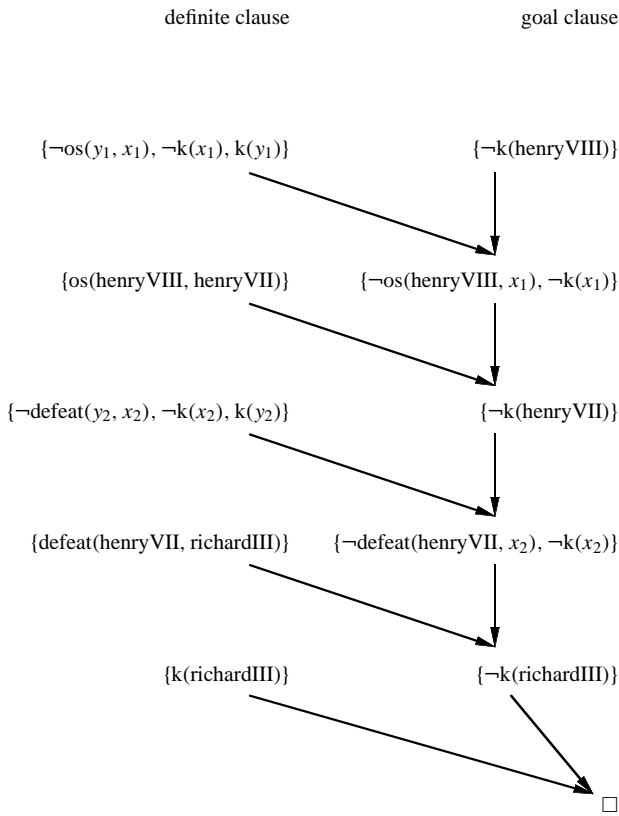 definite clause goal clause
{¬os(y₁, x₁), ¬k(x₁), k(y₁)} {¬k(henryVIII)}
{os(henryVIII, henryVII)} {¬os(henryVIII, x₁), ¬k(x₁)}
{¬defeat(y₂, x₂), ¬k(x₂), k(y₂)} {¬k(henryVII)}
{defeat(henryVII, richardIII)} {¬defeat(henryVII, x₂), ¬k(x₂)}
{k(richardIII)} {¬k(richardIII)}
□